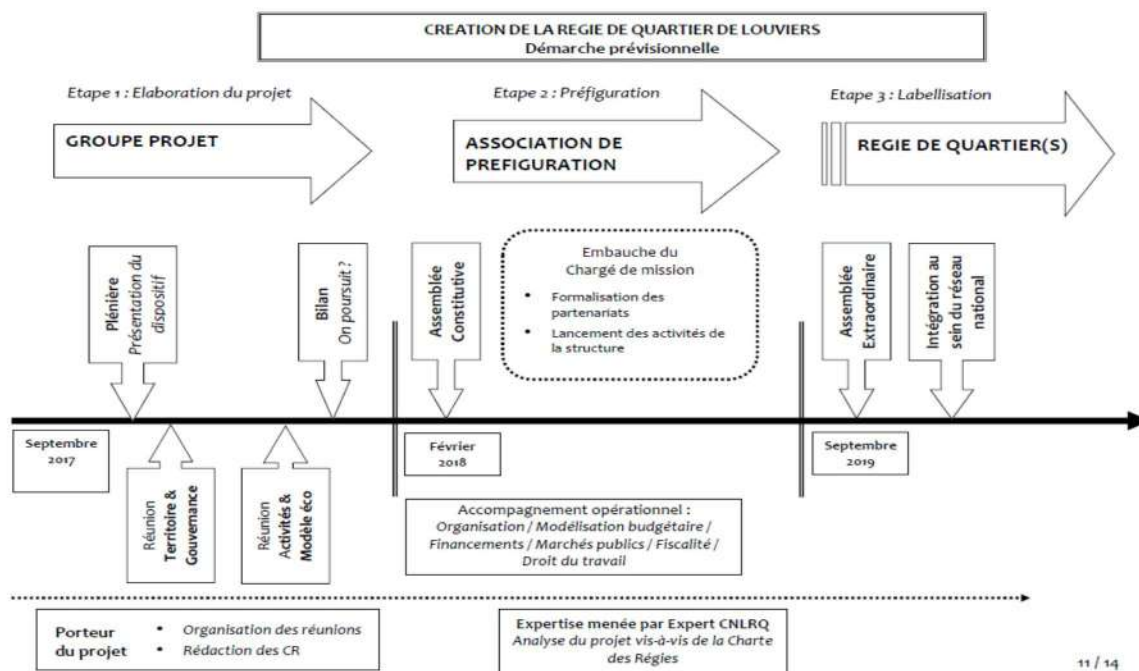 CREATION DE LA REGIE DE QUARTIER DE LOUVIERS
Démarche prévisionnelle
Etape 1 : Elaboration du projet
GROUPE PROJET
Etape 2 : Préfiguration
ASSOCIATION DE
PREFIGURATION
Etape 3 : Labellisation
REGIE DE QUARTIER(S)
Plénière
Présentation du
dispositif
Bilan
On poursuit ?
Assemblée
Constitutive
Embauche du
Chargé de mission
• Formalisation des
partenariats
• Lancement des activités de
la structure
Assemblée
Extraordinaire
Intégration au
sein du réseau
national
Septembre
2017
Février
2018
Septembre
2019
Réunion
Territoire &
Gouvernance
Réunion
Activités &
Modèle éco
Accompagnement opérationnel :
Organisation / Modélisation budgétaire /
Financements / Marchés publics / Fiscalité /
Droit du travail
Porteur
du projet
• Organisation des réunions
• Rédaction des CR
Expertise menée par Expert CNLRQ
Analyse du projet vis-à-vis de la Charte
des Régies
11 / 14